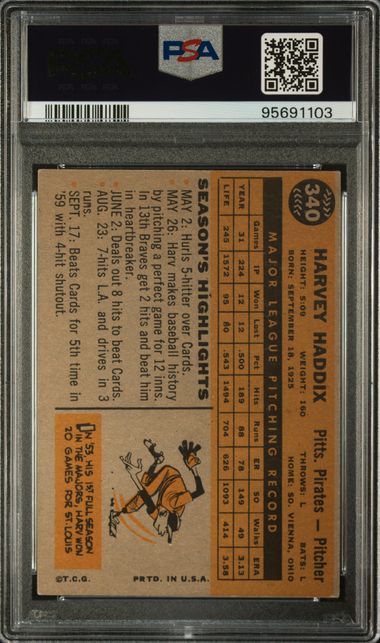 PSA
95691103
340
HARVEY HADDIX
Pitts Pirates — Pitcher
HEIGHT: 5:09 WEIGHT: 160 THROWS: L BATS: L
BORN: SEPTEMBER 18, 1925 HOME: SO. VIENNA, OHIO
MAJOR LEAGUE PITCHING RECORD
Games IP Won Lost Pct Hits Runs ER SO Walks ERA
YEAR 31 224 12 12 .500 189 88 78 149 49 3.13
LIFE 245 1572 95 80 .543 1494 704 626 1093 414 3.58
SEASON'S HIGHLIGHTS
MAY 2: Hurls 5-hitter over Cards.
MAY 26: Harv makes baseball history
by pitching a perfect game for 12 inns.
In 13th Braves get 2 hits and beat him
in heartbreaker.
JUNE 2: Deals out 8 hits to beat Cards.
AUG. 23: 7-hits L.A. and drives in 3
runs.
SEPT. 17: Beats Cards for 5th time in
'59 with 4-hit shutout.
IN '53, HIS 1ST FULL SEASON
IN THE MAJORS, HARV WON
20 GAMES FOR ST. LOUIS
©T.C.G. PRTD. IN U.S.A.